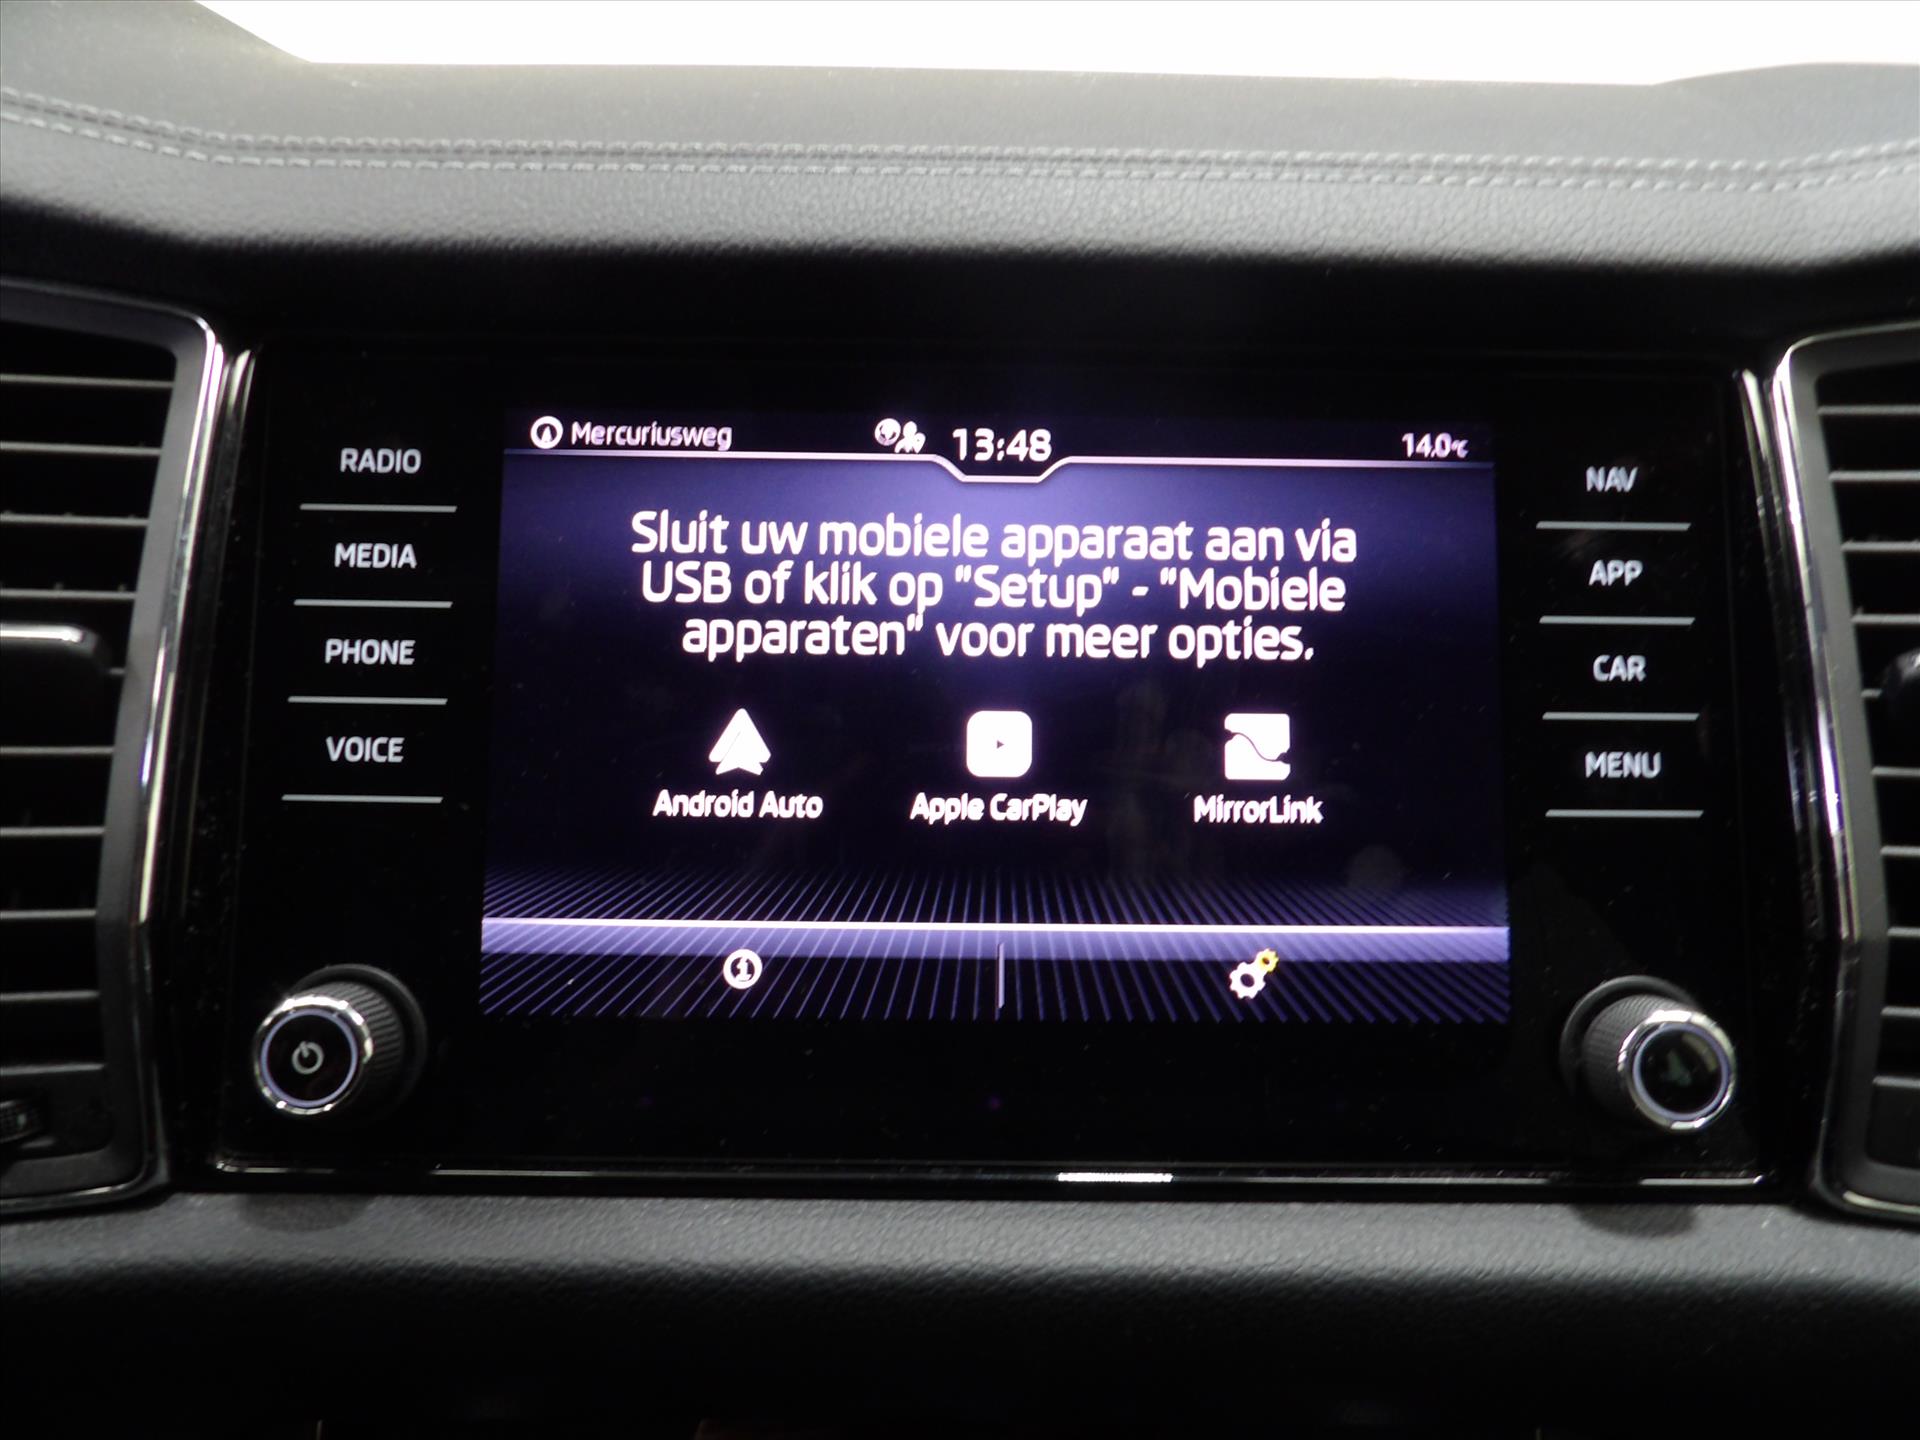 Mercuriusweg 13:48 14.0°C
RADIO
MEDIA
PHONE
VOICE
Sluit uw mobiele apparaat aan via
USB of klik op "Setup" - "Mobiele
apparaten" voor meer opties.
Android Auto Apple CarPlay MirrorLink
NAV
APP
CAR
MENU